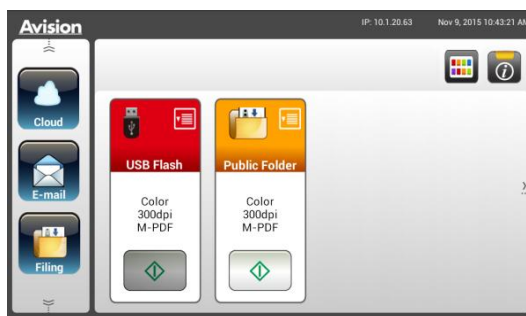 Avision
IP: 10.1.20.63
Nov 9, 2015 10:43:21 AM
Cloud
E-mail
Filing
USB Flash
Color
300dpi
M-PDF
Public Folder
Color
300dpi
M-PDF